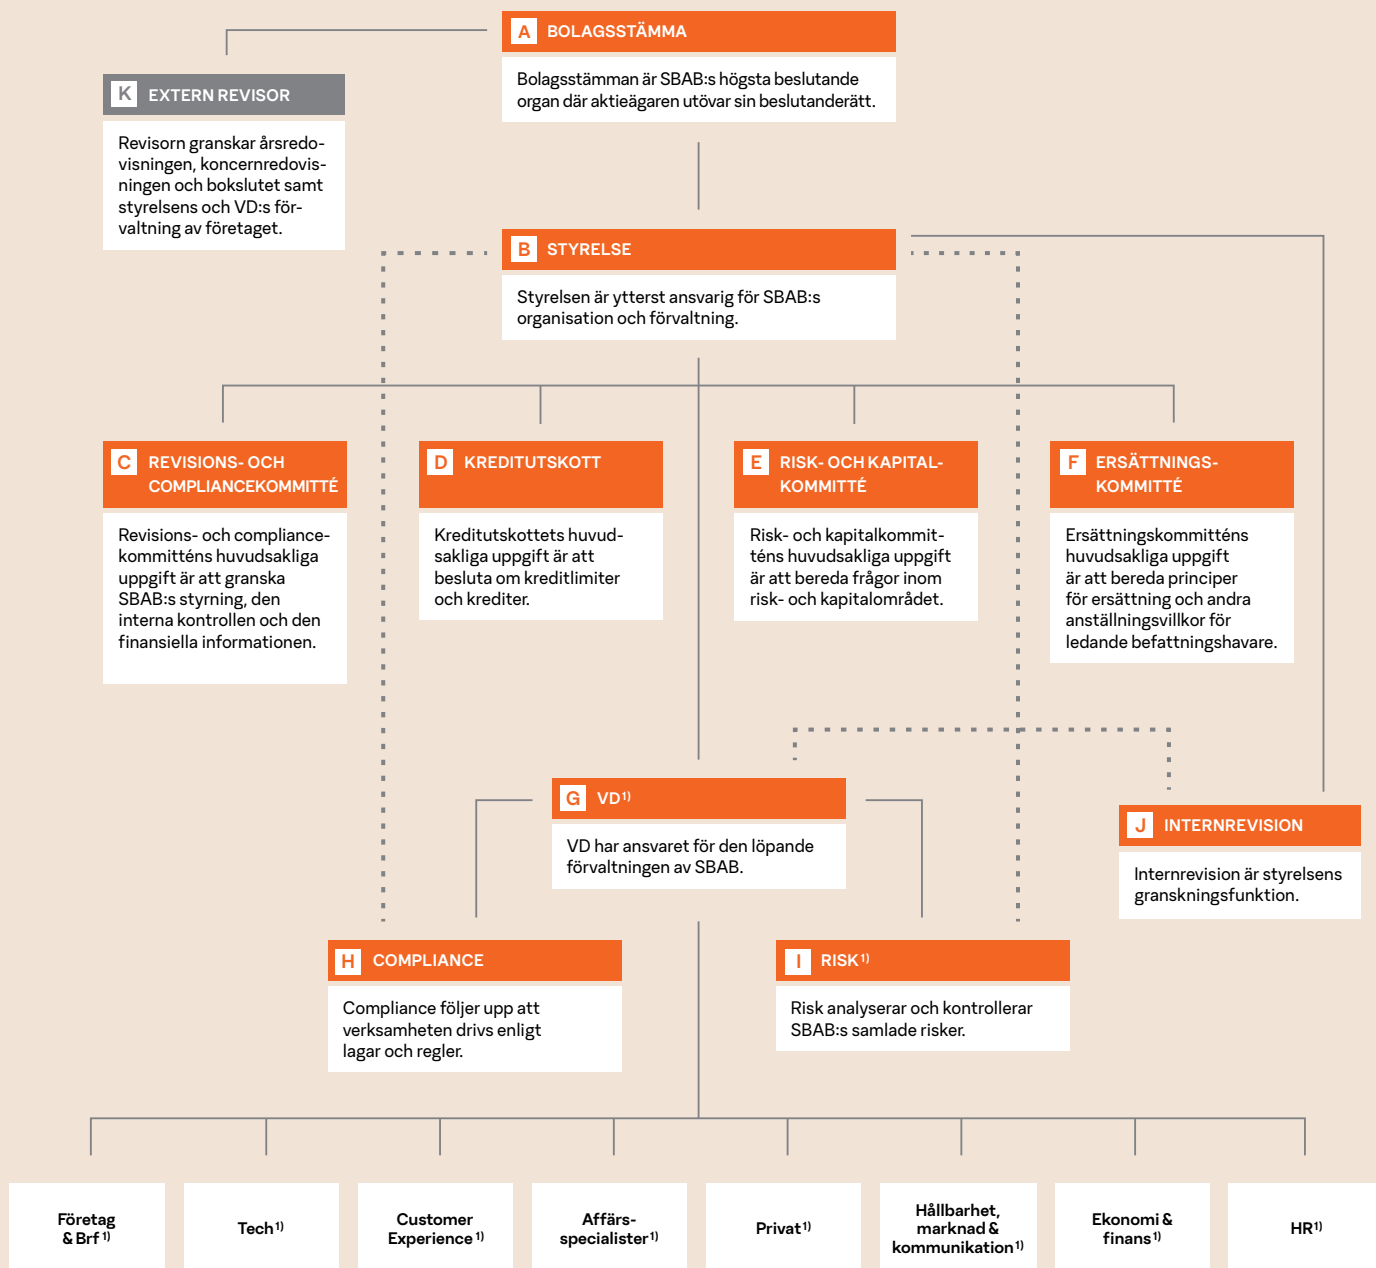 A BOLAGSSTÄMMA
Bolagsstämman är SBAB:s högsta beslutande
organ där aktieägaren utövar sin beslutanderätt.
K EXTERN REVISOR
Revisorn granskar årsredo-
visningen, koncernredovis-
ningen och bokslutet samt
styrelsens och VD:s för-
valtning av företaget.
B STYRELSE
Styrelsen är ytterst ansvarig för SBAB:s
organisation och förvaltning.
C REVISIONS- OCH
COMPLIANCEKOMMITTÉ
Revisions- och compliance-
kommitténs huvudsakliga
uppgift är att granska
SBAB:s styrning, den
interna kontrollen och den
finansiella informationen.
D KREDITUTSKOTT
Kreditutskottets huvud-
sakliga uppgift är att
besluta om kreditlimiter
och krediter.
E RISK- OCH KAPITAL-
KOMMITTÉ
Risk- och kapitalkommit-
téns huvudsakliga uppgift
är att bereda frågor inom
risk- och kapitalområdet.
F ERSÄTTNINGS-
KOMMITTÉ
Ersättningskommitténs
huvudsakliga uppgift
är att bereda principer
för ersättning och andra
anställningsvillkor för
ledande befattningshavare.
G VD¹⁾
VD har ansvaret för den löpande
förvaltningen av SBAB.
J INTERNREVISION
Internrevision är styrelsens
granskningsfunktion.
H COMPLIANCE
Compliance följer upp att
verksamheten drivs enligt
lagar och regler.
I RISK¹⁾
Risk analyserar och kontrollerar
SBAB:s samlade risker.
Företag
& Brf¹⁾
Tech¹⁾
Customer
Experience¹⁾
Affärs-
specialister¹⁾
Privat¹⁾
Hållbarhet,
marknad &
kommunikation¹⁾
Ekonomi &
finans¹⁾
HR¹⁾